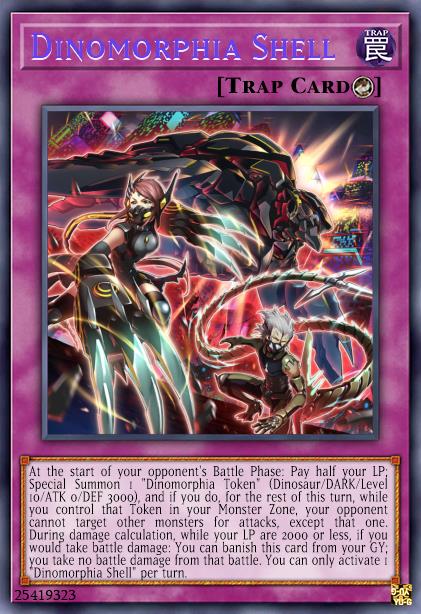 DINOMORPHIA SHELL
TRAP
罠
[TRAP CARD]
At the start of your opponent's Battle Phase: Pay half your LP;
Special Summon 1 "Dinomorphia Token" (Dinosaur/DARK/Level
10/ATK 0/DEF 3000), and if you do, for the rest of this turn, while
you control that Token in your Monster Zone, your opponent
cannot target other monsters for attacks, except that one.
During damage calculation, while your LP are 2000 or less, if you
would take battle damage: You can banish this card from your GY;
you take no battle damage from that battle. You can only activate 1
"Dinomorphia Shell" per turn.
25419323